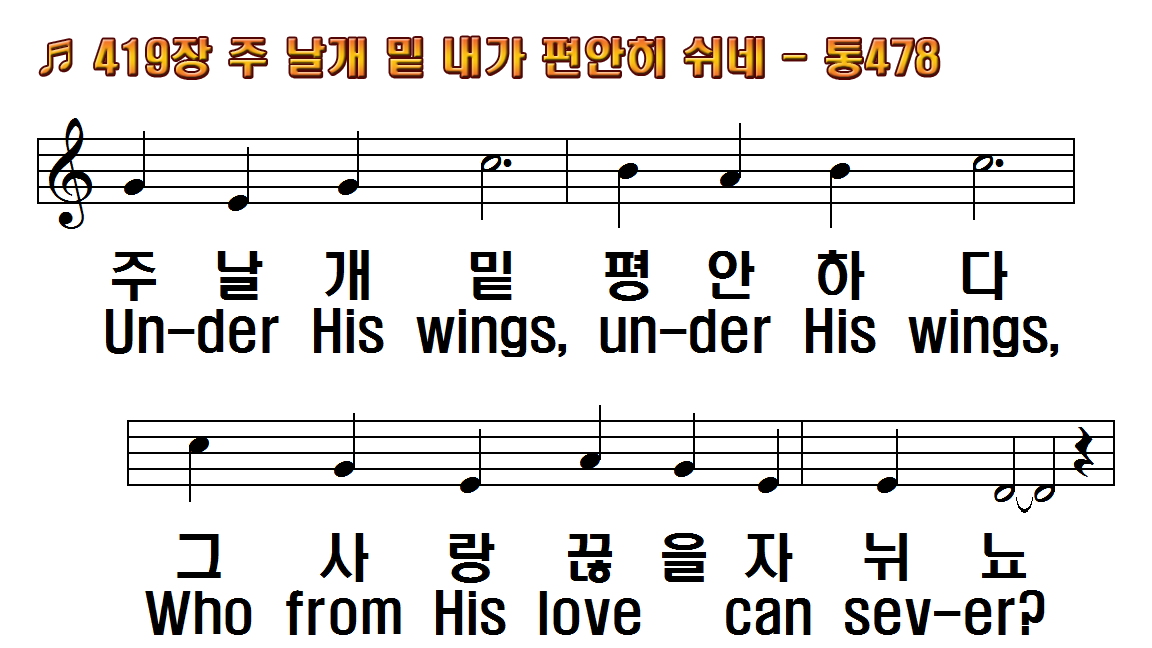 ♬ 419장 주 날개 밑 내가 편안히 쉬네 - 통478
주 날 개 밑 평 안 하 다
Un-der His wings, un-der His wings,
그 사 랑 끊 을 자 뉘 뇨
Who from His love can sev-er?